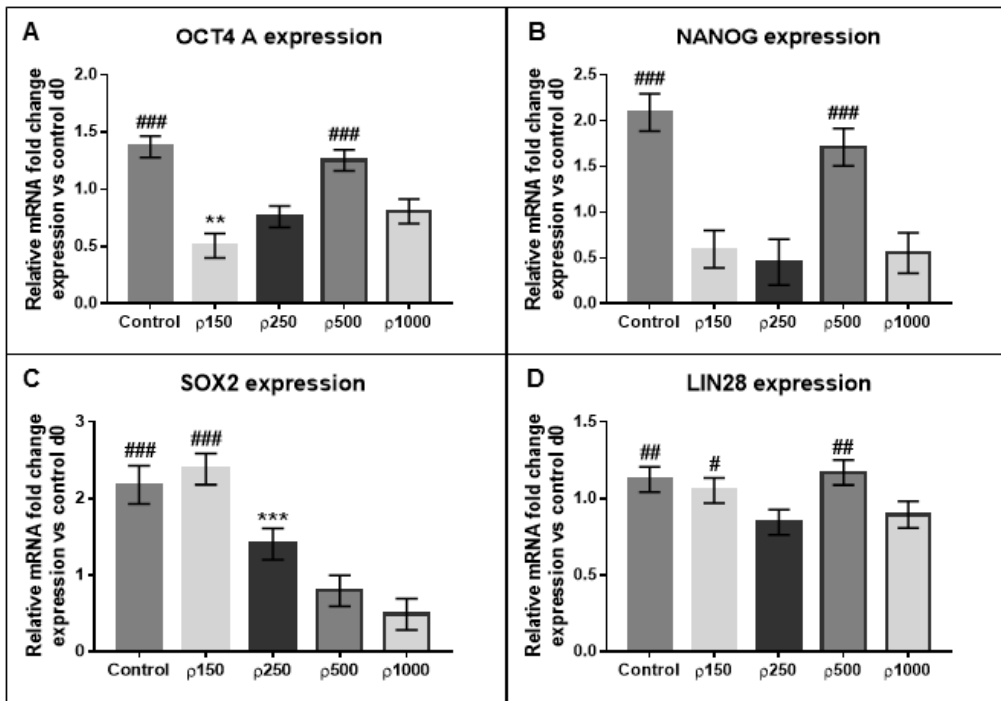 A
OCT4 A expression
Relative mRNA fold change
expression vs control d0
2.0
1.5
1.0
0.5
0.0
###
**
###
Control
ρ150
ρ250
ρ500
ρ1000
B
NANOG expression
Relative mRNA fold change
expression vs control d0
2.5
2.0
1.5
1.0
0.5
0.0
###
###
Control
ρ150
ρ250
ρ500
ρ1000
C
SOX2 expression
Relative mRNA fold change
expression vs control d0
3
2
1
0
###
###
***
Control
ρ150
ρ250
ρ500
ρ1000
D
LIN28 expression
Relative mRNA fold change
expression vs control d0
1.5
1.0
0.5
0.0
##
#
##
Control
ρ150
ρ250
ρ500
ρ1000